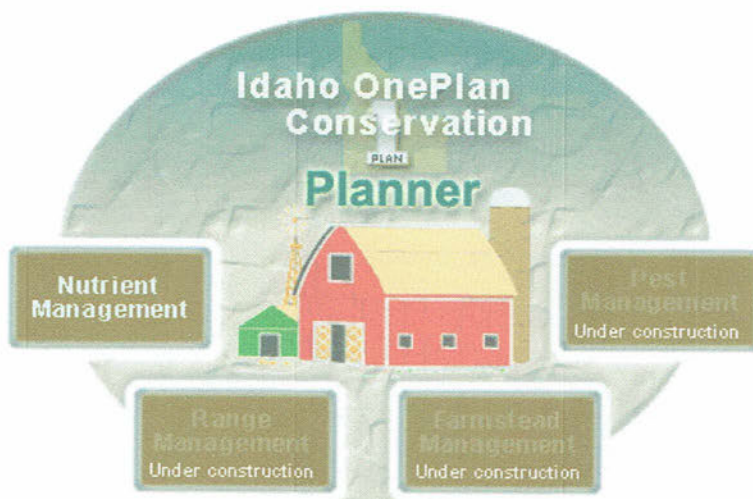 Idaho OnePlan
Conservation
1
PLAN
Planner
Nutrient
Management
Pest
Management
Under construction
Range
Management
Under construction
Farmstead
Management
Under construction